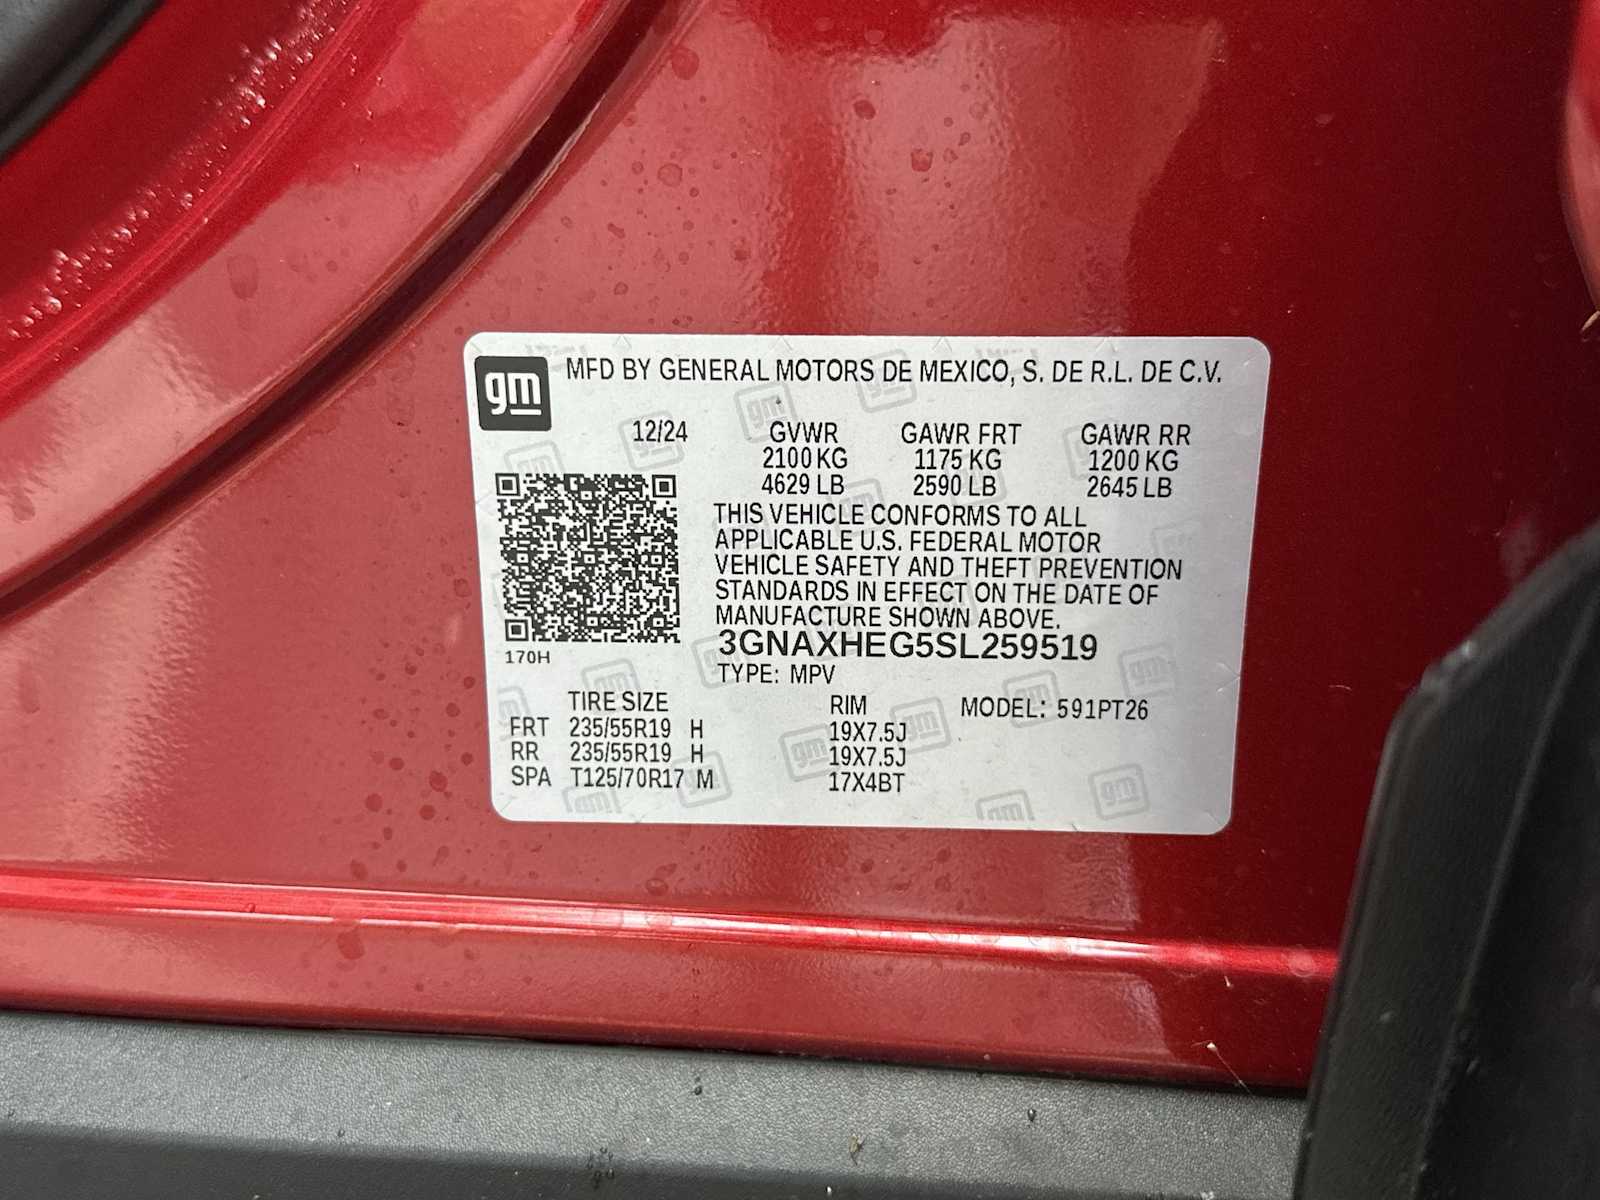 gm MFD BY GENERAL MOTORS DE MEXICO, S. DE R.L. DE C.V.
12/24 GVWR GAWR FRT GAWR RR
2100 KG 1175 KG 1200 KG
4629 LB 2590 LB 2645 LB
THIS VEHICLE CONFORMS TO ALL
APPLICABLE U.S. FEDERAL MOTOR
VEHICLE SAFETY AND THEFT PREVENTION
STANDARDS IN EFFECT ON THE DATE OF
MANUFACTURE SHOWN ABOVE.
3GNAXHEG5SL259519
170H
TYPE: MPV
TIRE SIZE RIM MODEL: 591PT26
FRT 235/55R19 H 19X7.5J
RR 235/55R19 H 19X7.5J
SPA T125/70R17 M 17X4BT